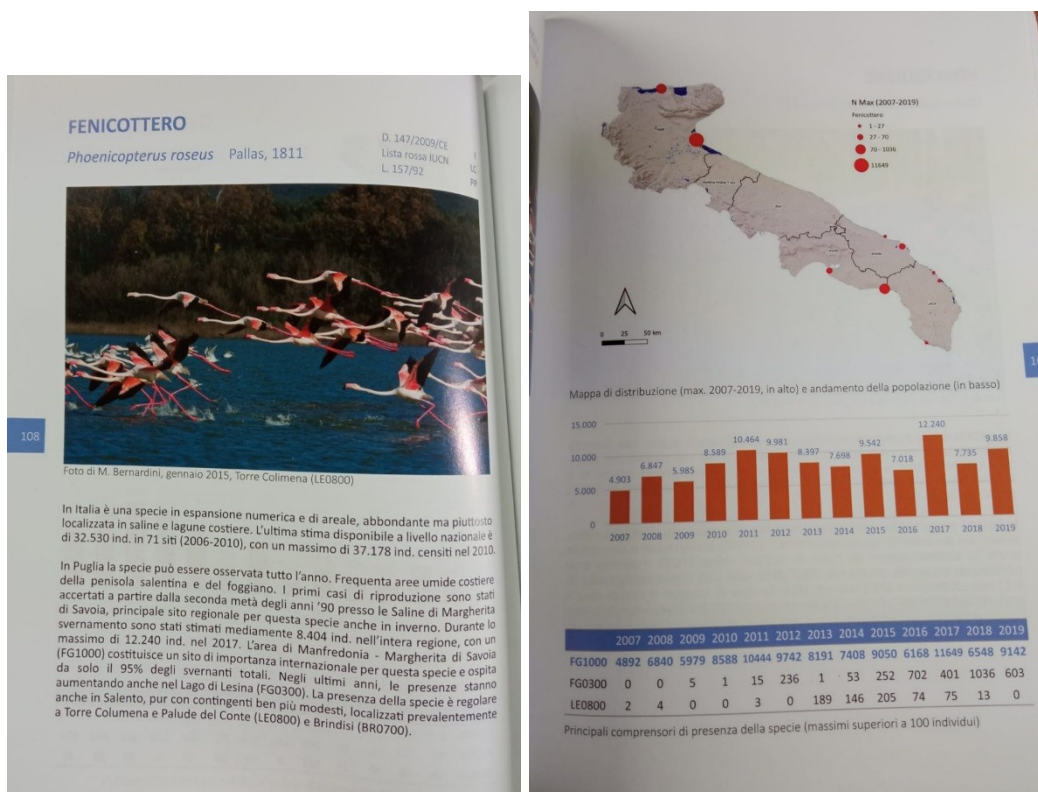 FENICOTTERO
Phoenicopterus roseus Pallas, 1811
D. 147/2009/CE
Lista rossa IUCN
L. 157/92
108
Foto di M. Bernardini, gennaio 2015, Torre Colimena (LE0800)
In Italia è una specie in espansione numerica e di areale, abbondante ma piuttosto
localizzata in saline e lagune costiere. L'ultima stima disponibile a livello nazionale è
di 32.530 ind. in 71 siti (2006-2010), con un massimo di 37.178 ind. censiti nel 2010.
In Puglia la specie può essere osservata tutto l'anno. Frequenta aree umide costiere
della penisola salentina e del foggiano. I primi casi di riproduzione sono stati
accertati a partire dalla seconda metà degli anni '90 presso le Saline di Margherita
di Savoia, principale sito regionale per questa specie anche in inverno. Durante lo
svernamento sono stati stimati mediamente 8.404 ind. nell'intera regione, con un
massimo di 12.240 ind. nel 2017. L'area di Manfredonia - Margherita di Savoia
(FG1000) costituisce un sito di importanza internazionale per questa specie e ospita
da solo il 95% degli svernanti totali. Negli ultimi anni, le presenze stanno
aumentando anche nel Lago di Lesina (FG0300). La presenza della specie è regolare
anche in Salento, pur con contingenti ben più modesti, localizzati prevalentemente
a Torre Columena e Palude del Conte (LE0800) e Brindisi (BR0700).
N Max (2007-2019)
Fenicottero
1 - 27
27 - 70
70 - 1036
11649
0 25 50 km
Mappa di distribuzione (max. 2007-2019, in alto) e andamento della popolazione (in basso)
15.000
10.000
5.000
0
4.903 6.847 5.985 8.589 10.464 9.981 8.397 7.698 9.542 7.018 12.240 7.735 9.858
2007 2008 2009 2010 2011 2012 2013 2014 2015 2016 2017 2018 2019
2007 2008 2009 2010 2011 2012 2013 2014 2015 2016 2017 2018 2019
FG1000 4892 6840 5979 8588 10444 9742 8191 7408 9050 6168 11649 6548 9142
FG0300 0 0 5 1 15 236 1 53 252 702 401 1036 603
LE0800 2 4 0 0 3 0 189 146 205 74 75 13 0
Principali comprensori di presenza della specie (massimi superiori a 100 individui)